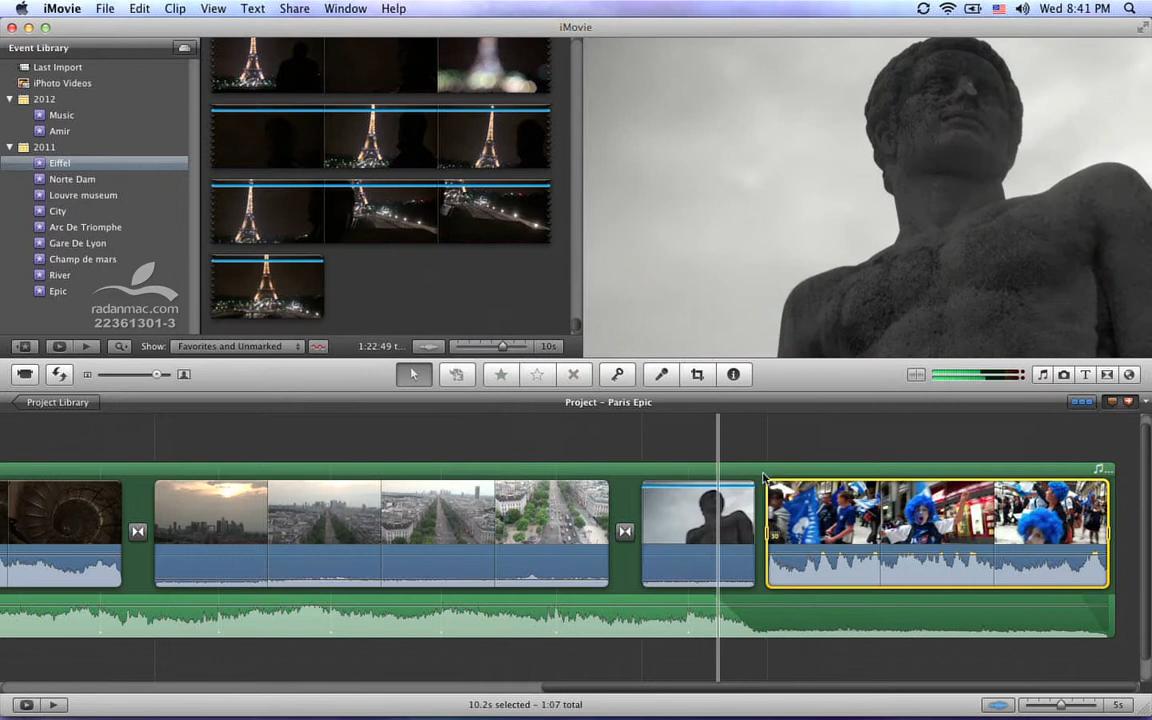 iMovie File Edit Clip View Text Share Window Help Wed 8:41 PM
iMovie
Event Library
Last Import
iPhoto Videos
2012
Music
Amir
2011
Eiffel
Norte Dam
Louvre museum
City
Arc De Triomphe
Gare De Lyon
Champ de mars
River
Epic
radanmac.com
22361301-3
Show: Favorites and Unmarked 1:22:49 t... 10s
Project Library Project - Paris Epic
30
10.2s selected - 1:07 total 5s